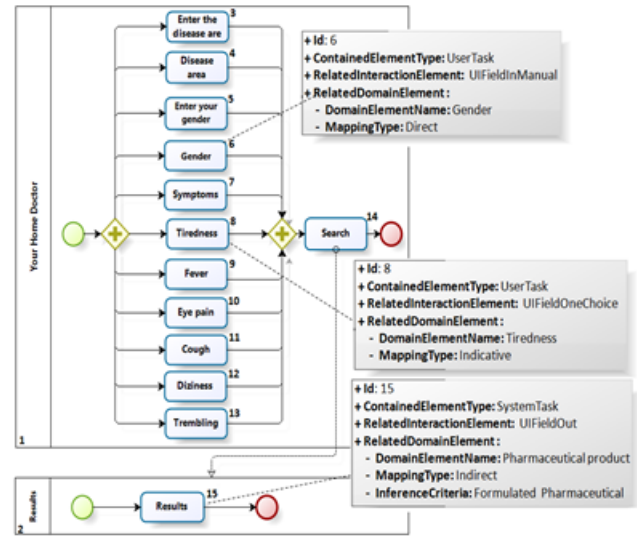 Your Home Doctor
1
Enter the
disease are
3
Disease
area
4
Enter your
gender
5
Gender
6
Symptoms
7
Tiredness
8
Fever
9
Eye pain
10
Cough
11
Diziness
12
Trembling
13
Search
14
+ Id: 6
+ ContainedElementType: UserTask
+ RelatedInteractionElement: UIFieldInManual
+ RelatedDomainElement:
- DomainElementName: Gender
- MappingType: Direct
+ Id: 8
+ ContainedElementType: UserTask
+ RelatedInteractionElement: UIFieldOneChoice
+ RelatedDomainElement:
- DomainElementName: Tiredness
- MappingType: Indicative
+ Id: 15
+ ContainedElementType: SystemTask
+ RelatedInteractionElement: UIFieldOut
+ RelatedDomainElement:
- DomainElementName: Pharmaceutical product
- MappingType: Indirect
- InferenceCriteria: Formulated Pharmaceutical
Results
2
Results
15